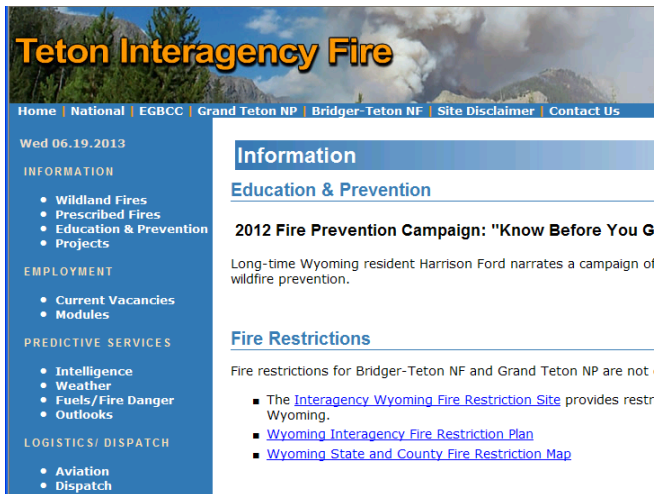 Teton Interagency Fire
Home | National | EGBCC | Grand Teton NP | Bridger-Teton NF | Site Disclaimer | Contact Us
Wed 06.19.2013
INFORMATION
• Wildland Fires
• Prescribed Fires
• Education & Prevention
• Projects
EMPLOYMENT
• Current Vacancies
• Modules
PREDICTIVE SERVICES
• Intelligence
• Weather
• Fuels/Fire Danger
• Outlooks
LOGISTICS/ DISPATCH
• Aviation
• Dispatch
Information
Education & Prevention
2012 Fire Prevention Campaign: "Know Before You G
Long-time Wyoming resident Harrison Ford narrates a campaign of
wildfire prevention.
Fire Restrictions
Fire restrictions for Bridger-Teton NF and Grand Teton NP are not
▪ The Interagency Wyoming Fire Restriction Site provides restr
Wyoming.
▪ Wyoming Interagency Fire Restriction Plan
▪ Wyoming State and County Fire Restriction Map